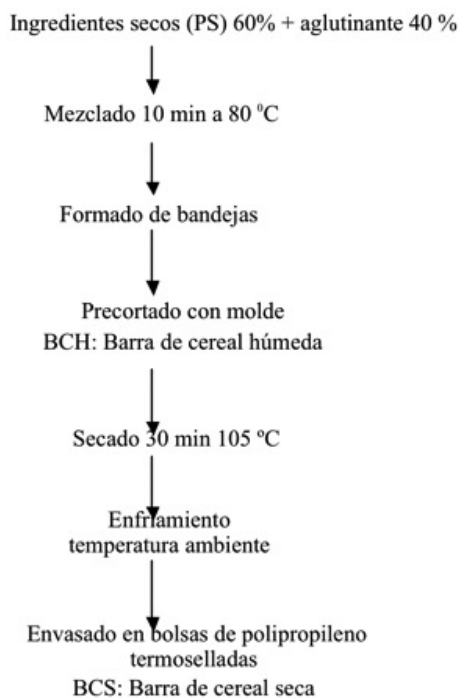 Ingredientes secos (PS) 60% + aglutinante 40 %
Mezclado 10 min a 80 ⁰C
Formado de bandejas
Precortado con molde
BCH: Barra de cereal húmeda
Secado 30 min 105 ºC
Enfriamiento
temperatura ambiente
Envasado en bolsas de polipropileno
termoselladas
BCS: Barra de cereal seca